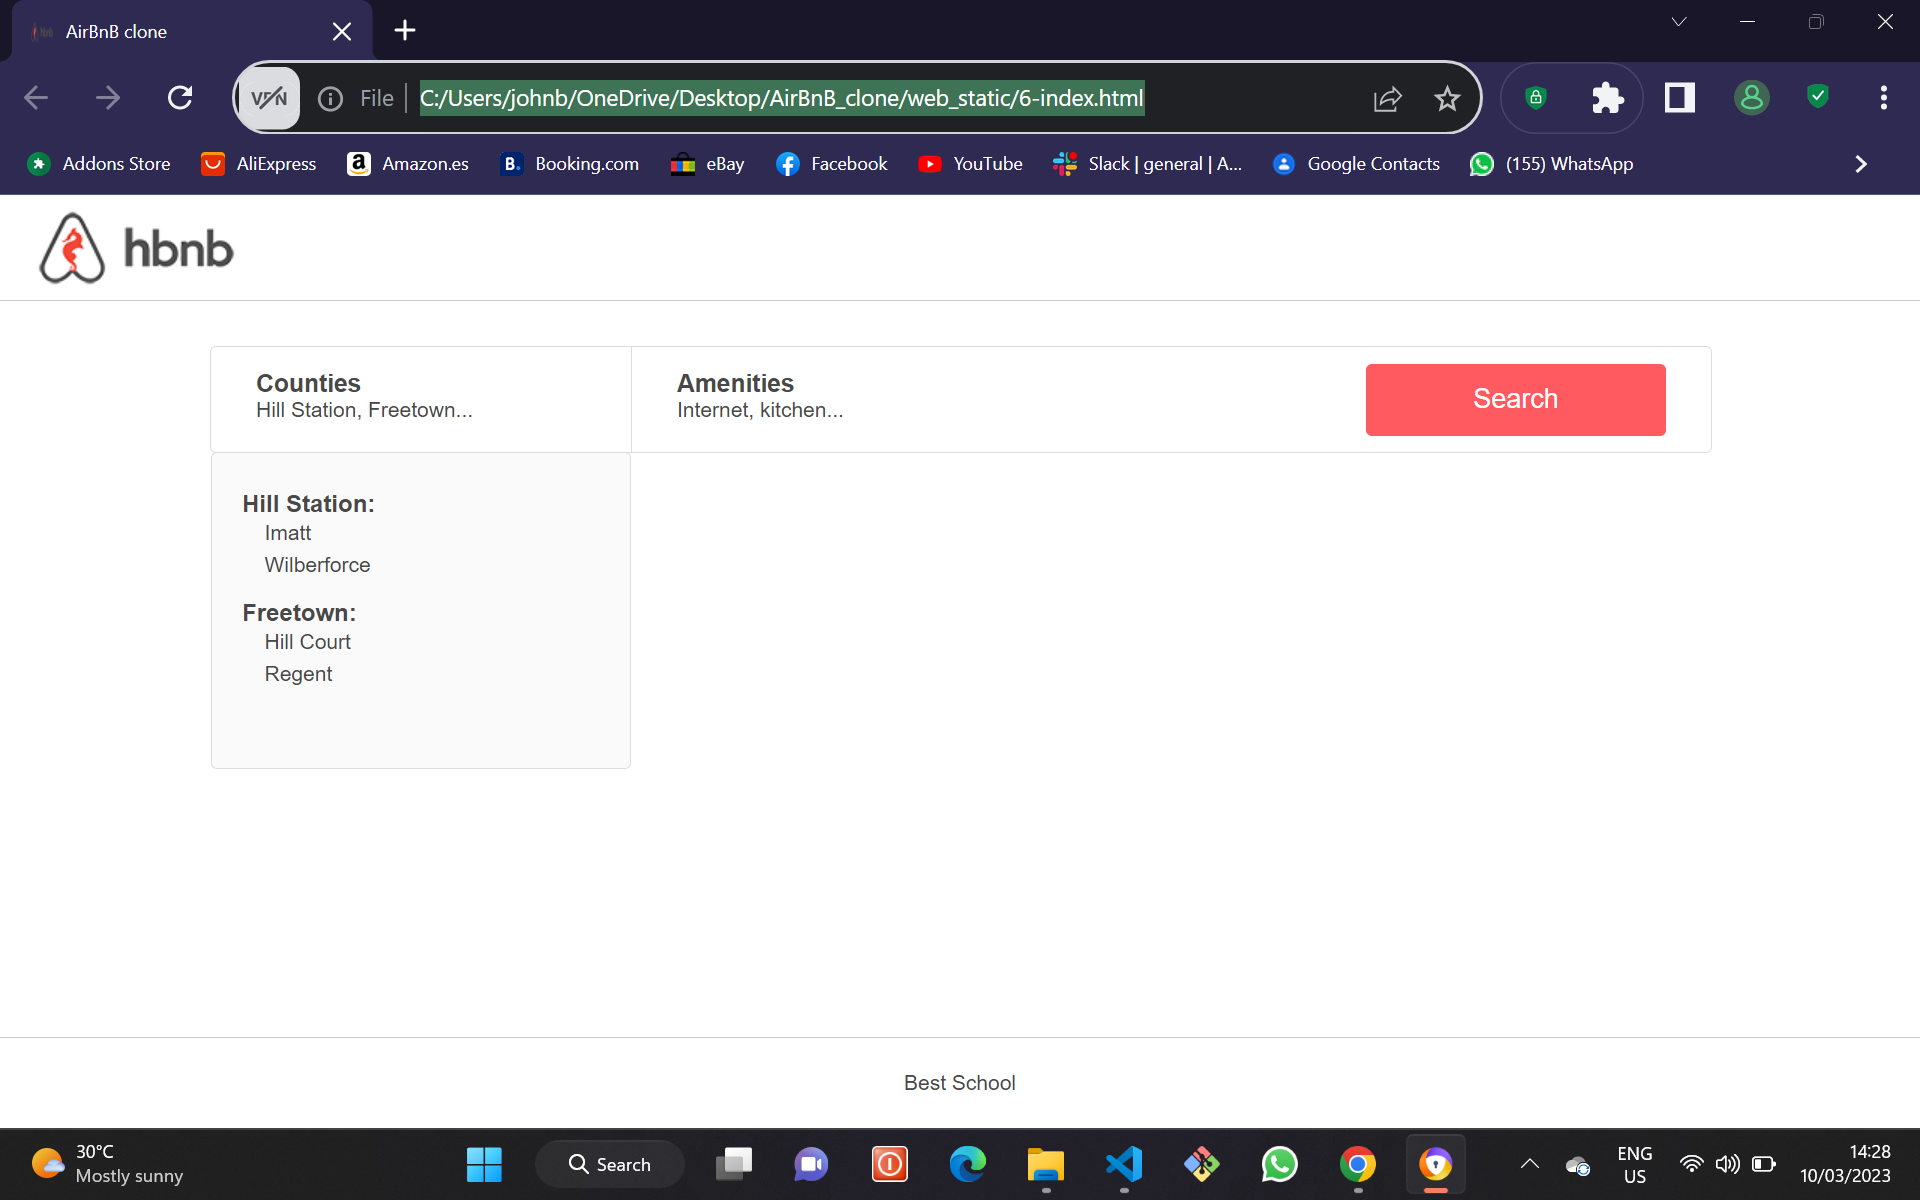 AirBnB clone
VPN
File
C:/Users/johnb/OneDrive/Desktop/AirBnB_clone/web_static/6-index.html
Addons Store
AliExpress
Amazon.es
Booking.com
eBay
Facebook
YouTube
Slack | general | A...
Google Contacts
(155) WhatsApp
hbnb
Counties
Hill Station, Freetown...
Amenities
Internet, kitchen...
Search
Hill Station:
Imatt
Wilberforce
Freetown:
Hill Court
Regent
Best School
30°C
Mostly sunny
Search
ENG
US
14:28
10/03/2023